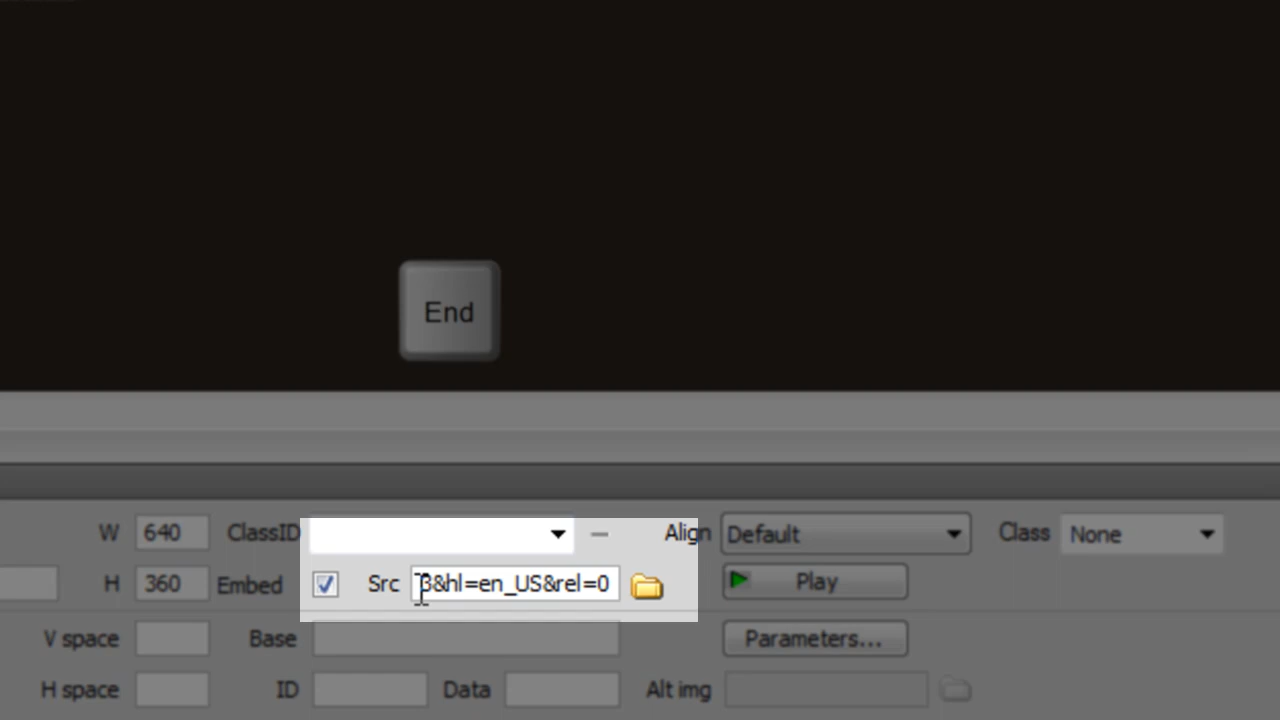 End
W 640 ClassID Align Default Class None
H 360 Embed Src 3&hl=en_US&rel=0 Play
V space Base Parameters...
H space ID Data Alt img